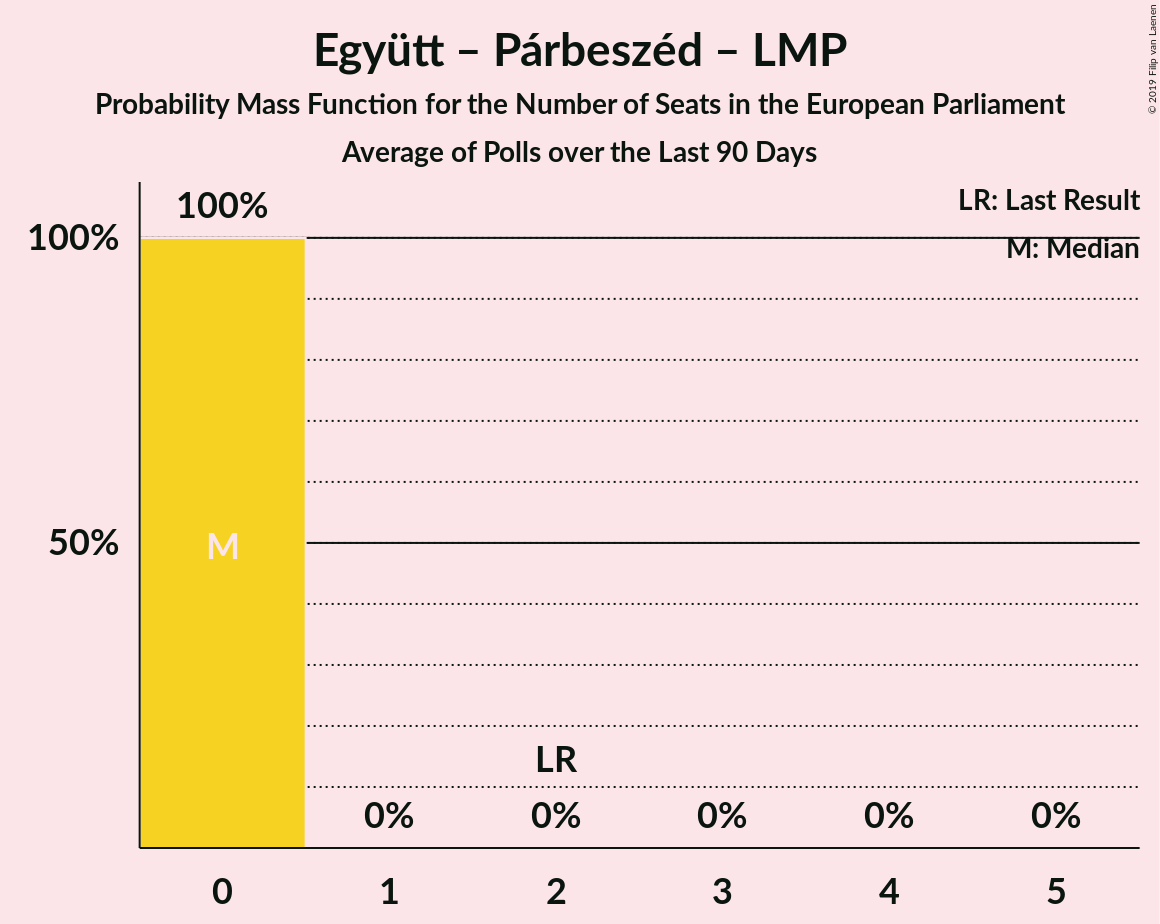 Együtt – Párbeszéd – LMP
Probability Mass Function for the Number of Seats in the European Parliament
Average of Polls over the Last 90 Days
© 2019 Filip van Laenen
LR: Last Result
M: Median
100%
100%
50%
M
LR
0%
0%
0%
0%
0%
0
1
2
3
4
5